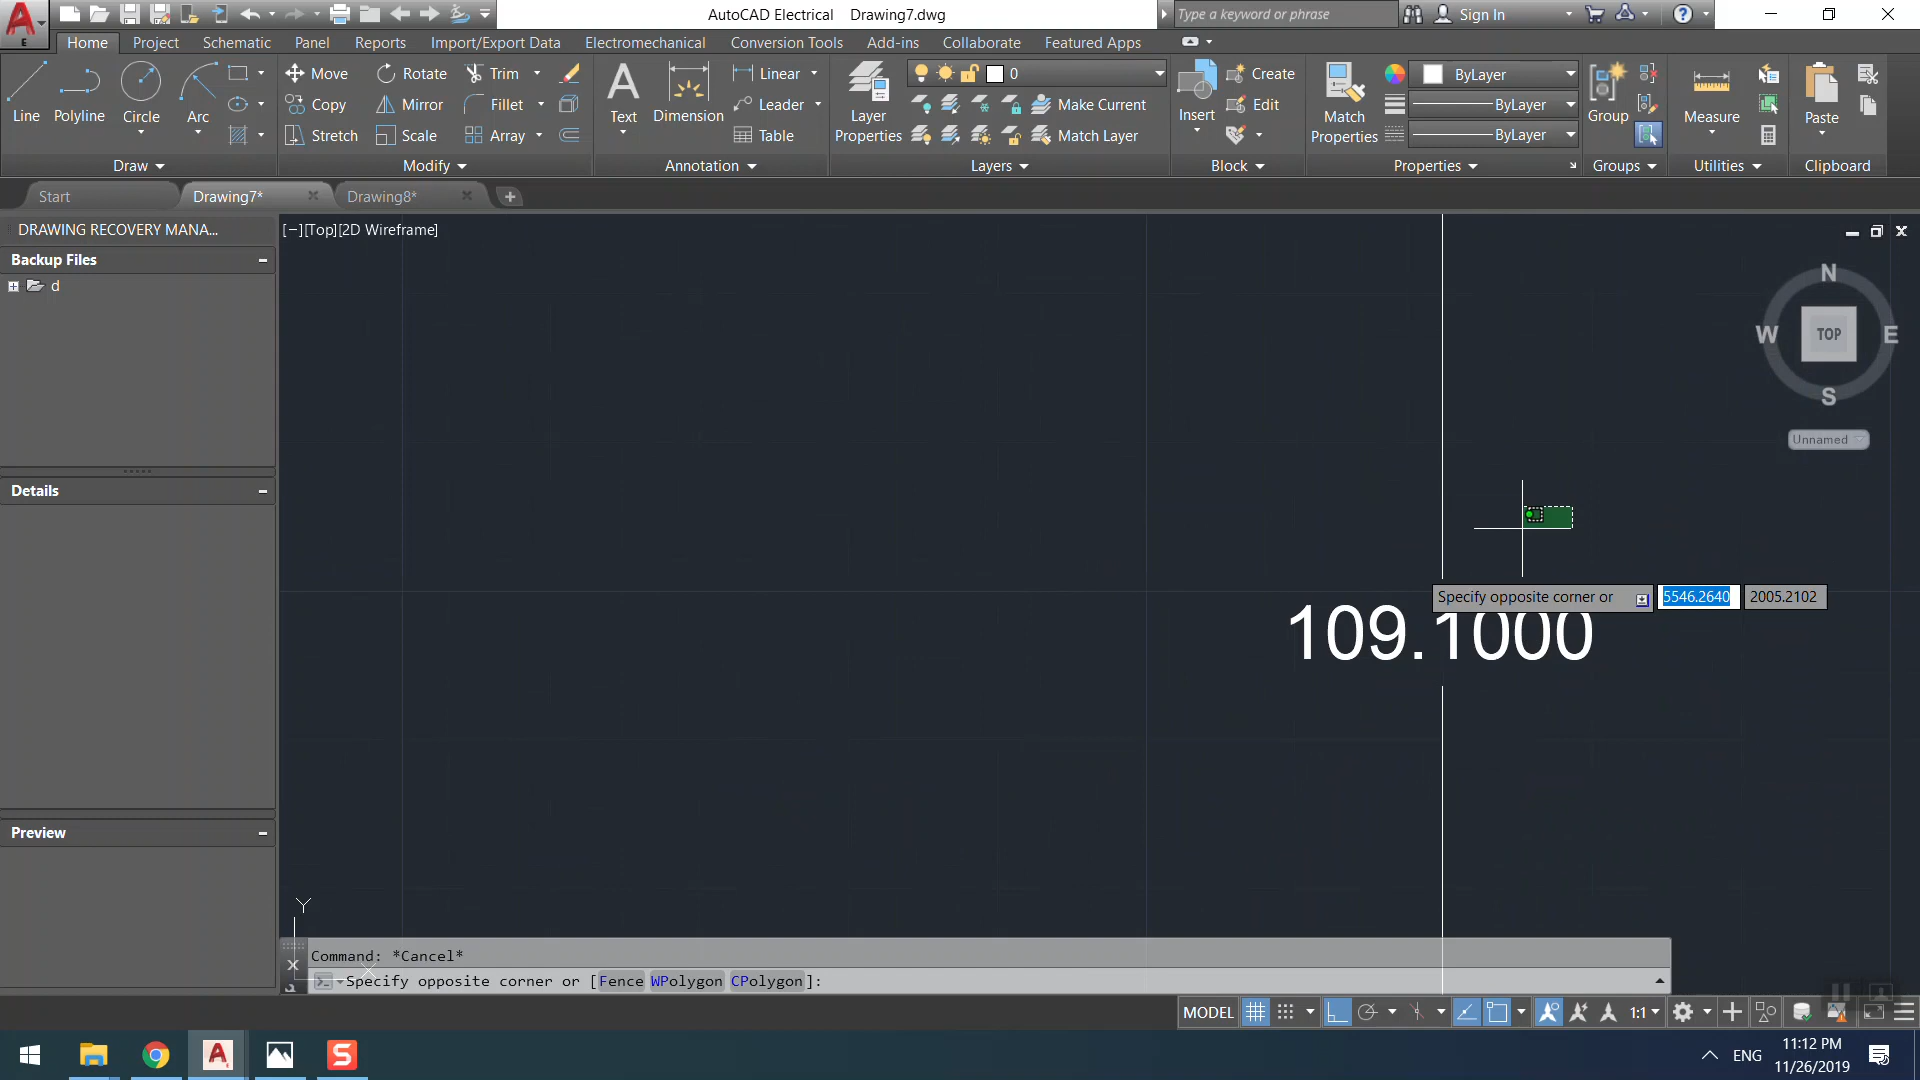 AutoCAD Electrical Drawing7.dwg
Type a keyword or phrase
Sign In
E
Home Project Schematic Panel Reports Import/Export Data Electromechanical Conversion Tools Add-ins Collaborate Featured Apps
Line
Polyline
Circle
Arc
Draw
Move Rotate Trim
Copy Mirror Fillet
Stretch Scale Array
Modify
Text
Dimension
Linear
Leader
Table
Annotation
Layer
Properties
0
Make Current
Match Layer
Layers
Insert
Create
Edit
Block
Match
Properties
ByLayer
ByLayer
ByLayer
Properties
Group
Groups
Measure
Utilities
Paste
Clipboard
Start
Drawing7*
Drawing8*
DRAWING RECOVERY MANA...
Backup Files
d
Details
Preview
[−][Top][2D Wireframe]
N
W
TOP
E
S
Unnamed
Specify opposite corner or 5546.2640 2005.2102
109.1000
Y
Command: *Cancel*
Specify opposite corner or [Fence WPolygon CPolygon]:
MODEL
1:1
ENG
11:12 PM
11/26/2019